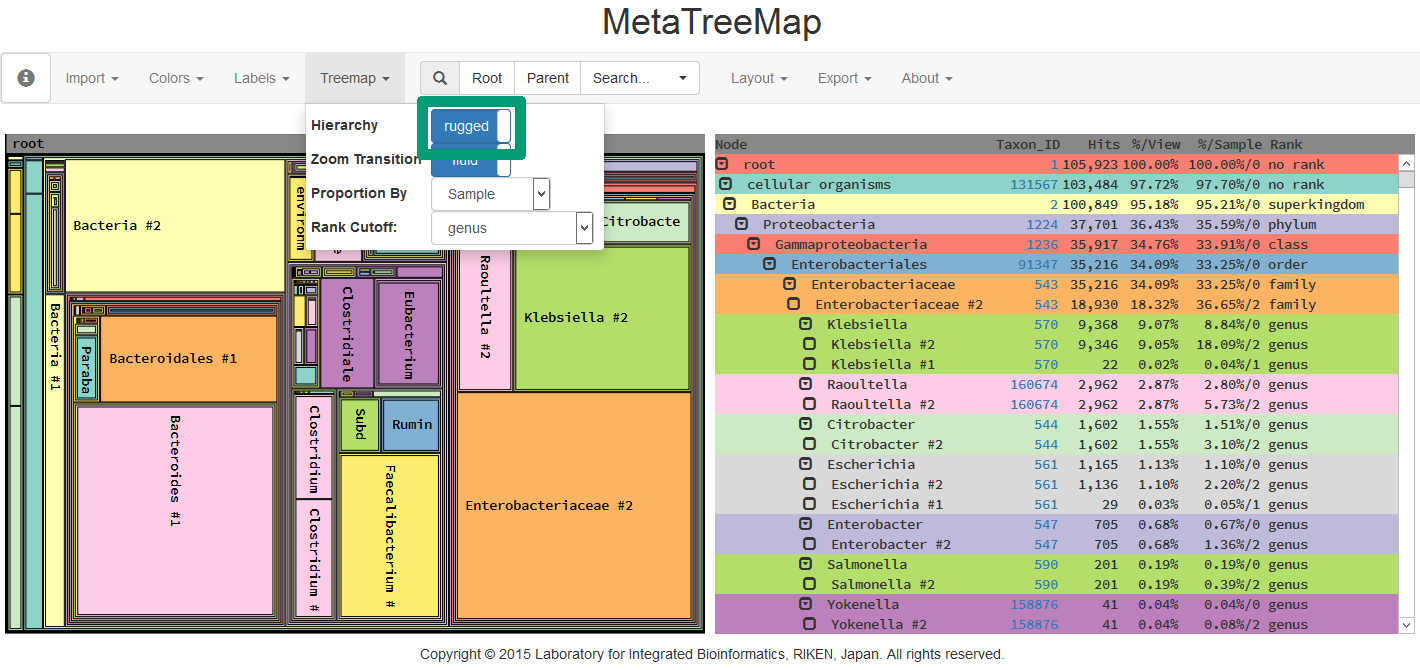 MetaTreeMap
Import Colors Labels Treemap Root Parent Search... Layout Export About
Hierarchy rugged
Zoom Transition fluid
Proportion By Sample
Rank Cutoff: genus
root
Bacteria #2
Bacteria #1
Paraba
Bacteroidales #1
Bacteroides #1
environm
Clostridiale
Eubacterium
Clostridium
Clostridium #
Subd
Rumin
Faecalibacterium #
Citrobacte
Raoultella #2
Klebsiella #2
Enterobacteriaceae #2
Node Taxon_ID Hits %/View %/Sample Rank
root 1 105,923 100.00% 100.00%/0 no rank
cellular organisms 131567 103,484 97.72% 97.70%/0 no rank
Bacteria 2 100,849 95.18% 95.21%/0 superkingdom
Proteobacteria 1224 37,701 36.43% 35.59%/0 phylum
Gammaproteobacteria 1236 35,917 34.76% 33.91%/0 class
Enterobacteriales 91347 35,216 34.09% 33.25%/0 order
Enterobacteriaceae 543 35,216 34.09% 33.25%/0 family
Enterobacteriaceae #2 543 18,930 18.32% 36.65%/2 family
Klebsiella 570 9,368 9.07% 8.84%/0 genus
Klebsiella #2 570 9,346 9.05% 18.09%/2 genus
Klebsiella #1 570 22 0.02% 0.04%/1 genus
Raoultella 160674 2,962 2.87% 2.80%/0 genus
Raoultella #2 160674 2,962 2.87% 5.73%/2 genus
Citrobacter 544 1,602 1.55% 1.51%/0 genus
Citrobacter #2 544 1,602 1.55% 3.10%/2 genus
Escherichia 561 1,165 1.13% 1.10%/0 genus
Escherichia #2 561 1,136 1.10% 2.20%/2 genus
Escherichia #1 561 29 0.03% 0.05%/1 genus
Enterobacter 547 705 0.68% 0.67%/0 genus
Enterobacter #2 547 705 0.68% 1.36%/2 genus
Salmonella 590 201 0.19% 0.19%/0 genus
Salmonella #2 590 201 0.19% 0.39%/2 genus
Yokenella 158876 41 0.04% 0.04%/0 genus
Yokenella #2 158876 41 0.04% 0.08%/2 genus
Copyright © 2015 Laboratory for Integrated Bioinformatics, RIKEN, Japan. All rights reserved.